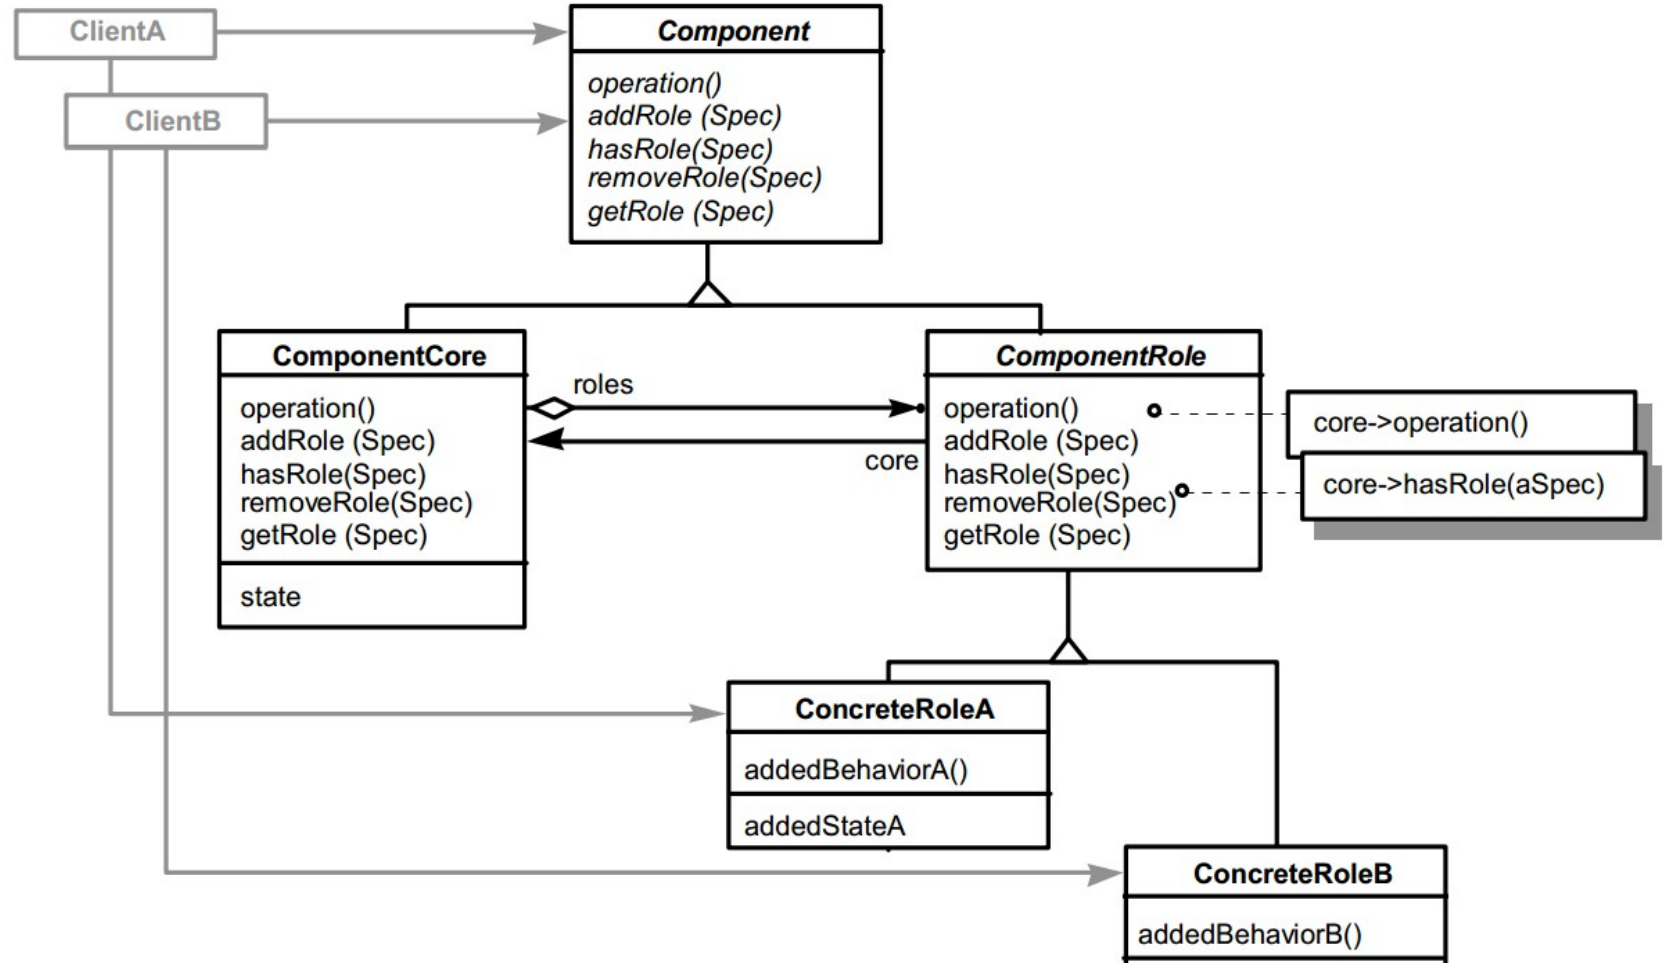 ClientA
ClientB
Component
operation()
addRole (Spec)
hasRole(Spec)
removeRole(Spec)
getRole (Spec)
ComponentCore
operation()
addRole (Spec)
hasRole(Spec)
removeRole(Spec)
getRole (Spec)
state
roles
core
ComponentRole
operation()
addRole (Spec)
hasRole(Spec)
removeRole(Spec)
getRole (Spec)
core->operation()
core->hasRole(aSpec)
ConcreteRoleA
addedBehaviorA()
addedStateA
ConcreteRoleB
addedBehaviorB()